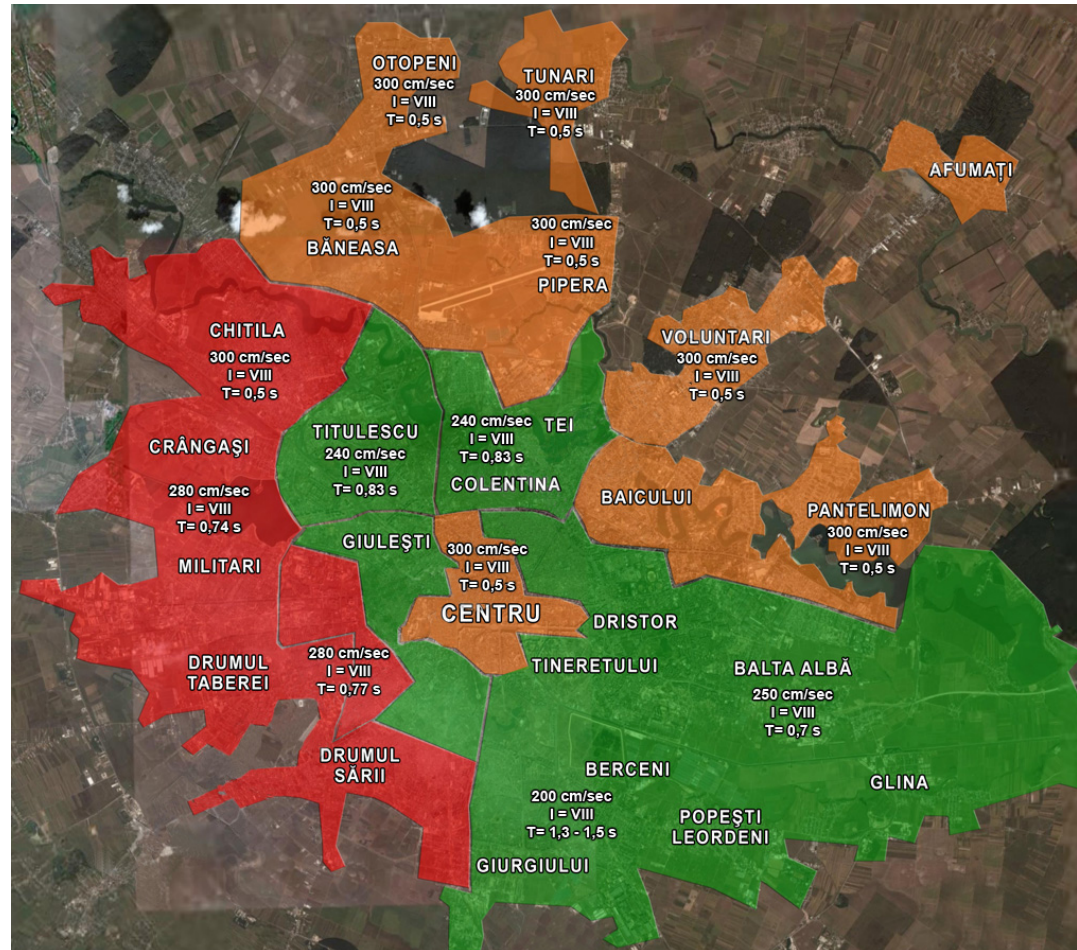 OTOPENI
300 cm/sec
I = VIII
T= 0,5 s
TUNARI
300 cm/sec
I = VIII
T= 0,5 s
AFUMAȚI
300 cm/sec
I = VIII
T= 0,5 s
BĂNEASA
300 cm/sec
I = VIII
T= 0,5 s
PIPERA
CHITILA
300 cm/sec
I = VIII
T= 0,5 s
VOLUNTARI
300 cm/sec
I = VIII
T= 0,5 s
TITULESCU
240 cm/sec
I = VIII
T= 0,83 s
240 cm/sec
I = VIII
T= 0,83 s
TEI
COLENTINA
CRÂNGAȘI
280 cm/sec
I = VIII
T= 0,74 s
MILITARI
BAICULUI
PANTELIMON
300 cm/sec
I = VIII
T= 0,5 s
GIULEȘTI
300 cm/sec
I = VIII
T= 0,5 s
CENTRU
DRISTOR
TINERETULUI
DRUMUL
TABEREI
280 cm/sec
I = VIII
T= 0,77 s
BALTA ALBĂ
250 cm/sec
I = VIII
T= 0,7 s
DRUMUL
SĂRII
BERCENI
200 cm/sec
I = VIII
T= 1,3 - 1,5 s
GLINA
POPEȘTI
LEORDENI
GIURGIULUI